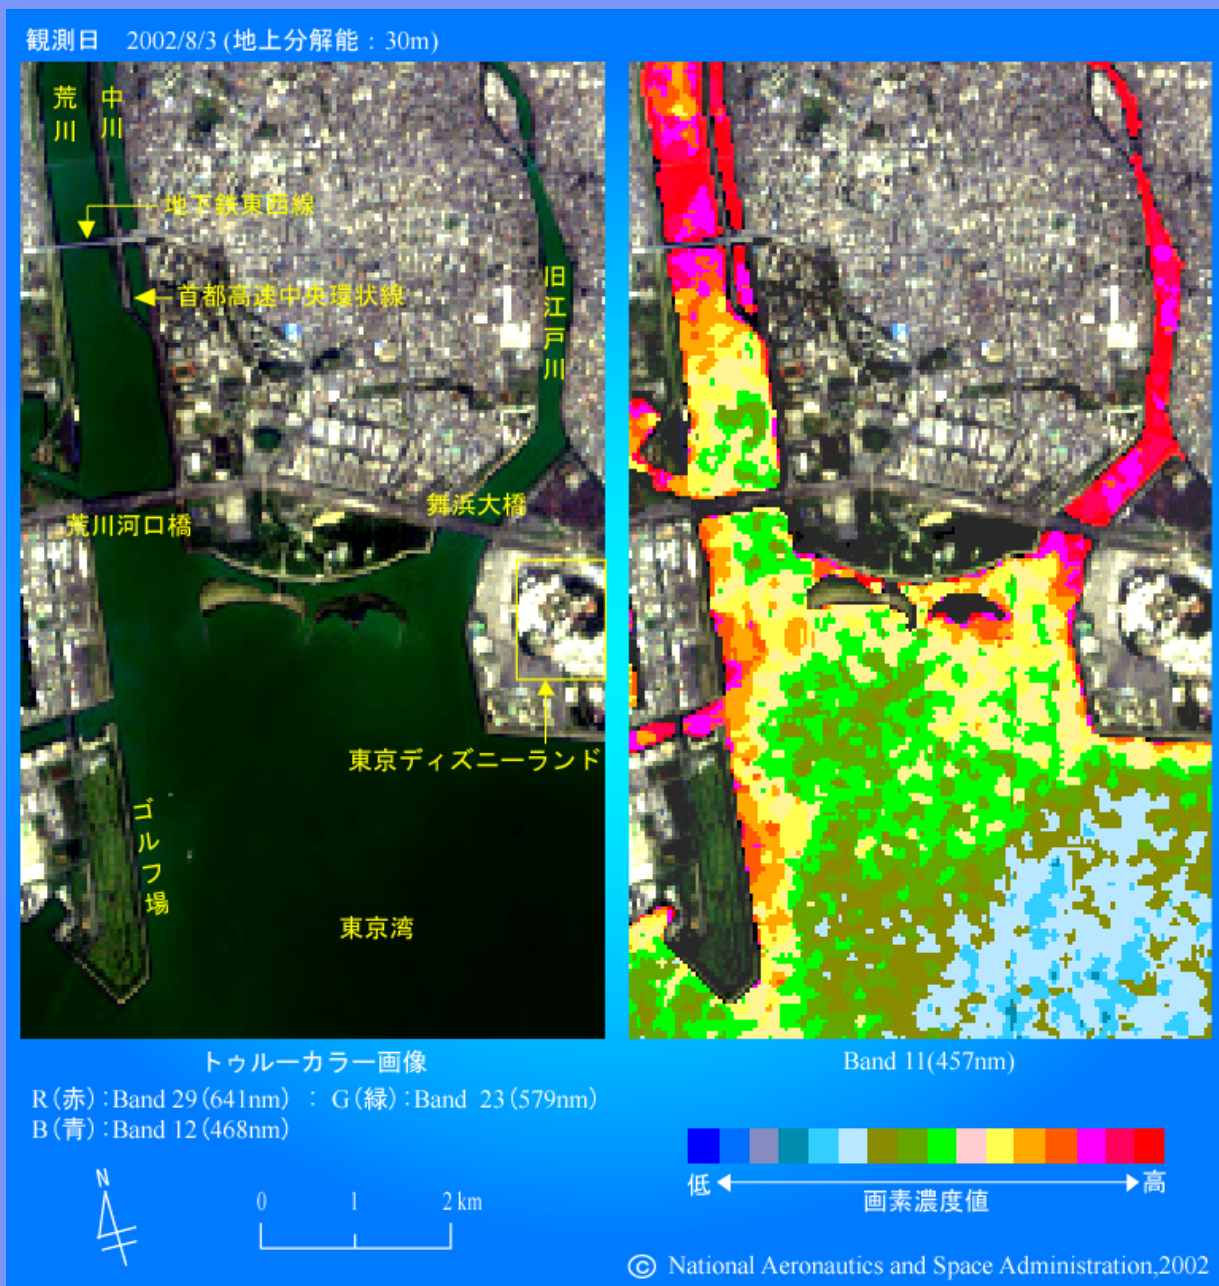 観測日 2002/8/3 (地上分解能：30m)
荒川
中川
地下鉄東西線
首都高速中央環状線
旧江戸川
荒川河口橋
舞浜大橋
東京ディズニーランド
ゴルフ場
東京湾
トゥルーカラー画像
R(赤):Band 29(641nm) : G(緑):Band 23(579nm)
B(青):Band 12(468nm)
N
0 1 2 km
Band 11(457nm)
低 高
画素濃度値
© National Aeronautics and Space Administration,2002